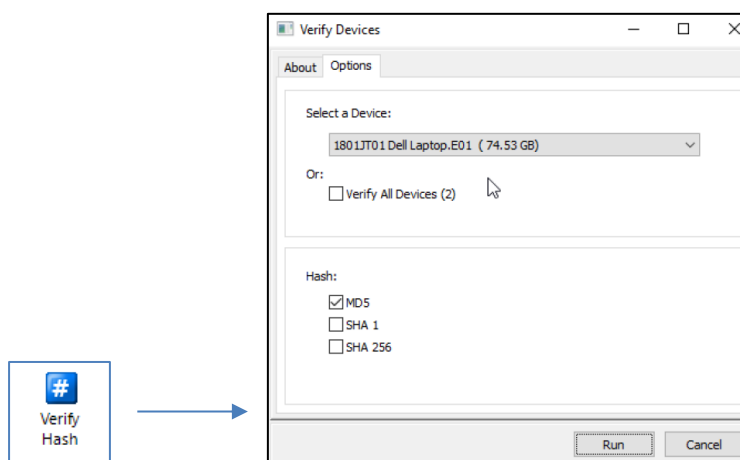 Verify Devices
About Options
Select a Device:
1801JT01 Dell Laptop.E01 ( 74.53 GB)
Or:
Verify All Devices (2)
Hash:
MD5
SHA 1
SHA 256
#
Verify
Hash
Run Cancel